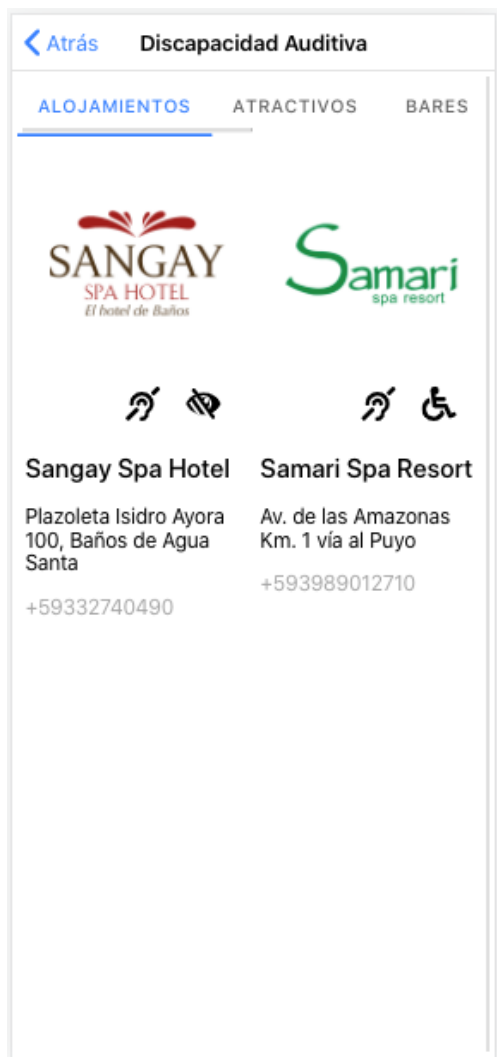 Atrás Discapacidad Auditiva
ALOJAMIENTOS ATRACTIVOS BARES
SANGAY
SPA HOTEL
El hotel de Baños
Samari
spa resort
Sangay Spa Hotel
Plazoleta Isidro Ayora
100, Baños de Agua
Santa
+59332740490
Samari Spa Resort
Av. de las Amazonas
Km. 1 vía al Puyo
+593989012710